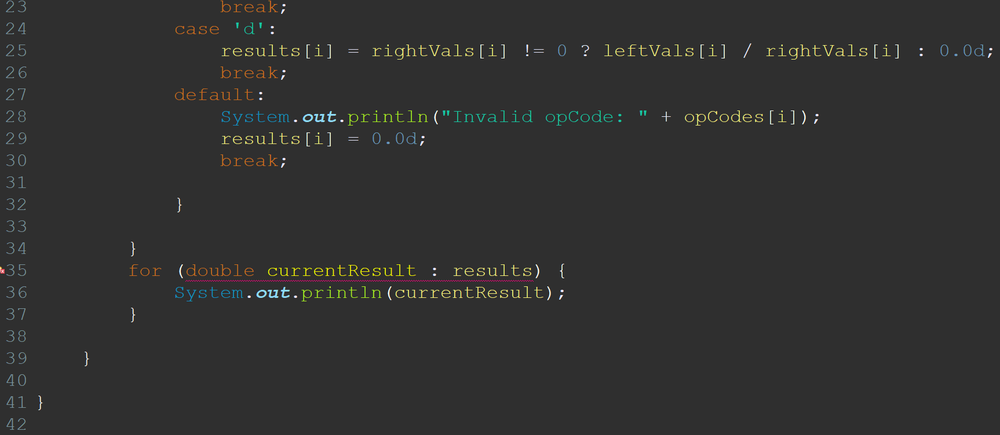 23                 break;
24             case 'd':
25                 results[i] = rightVals[i] != 0 ? leftVals[i] / rightVals[i] : 0.0d;
26                 break;
27             default:
28                 System.out.println("Invalid opCode: " + opCodes[i]);
29                 results[i] = 0.0d;
30                 break;
31
32             }
33
34         }
35         for (double currentResult : results) {
36             System.out.println(currentResult);
37         }
38
39     }
40
41 }
42